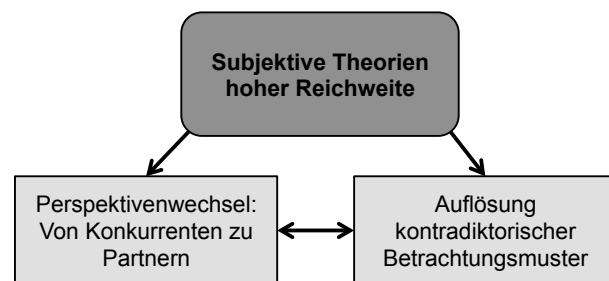 Subjektive Theorien
hoher Reichweite
Perspektivenwechsel:
Von Konkurrenten zu
Partnern
Auflösung
kontradiktorischer
Betrachtungsmuster